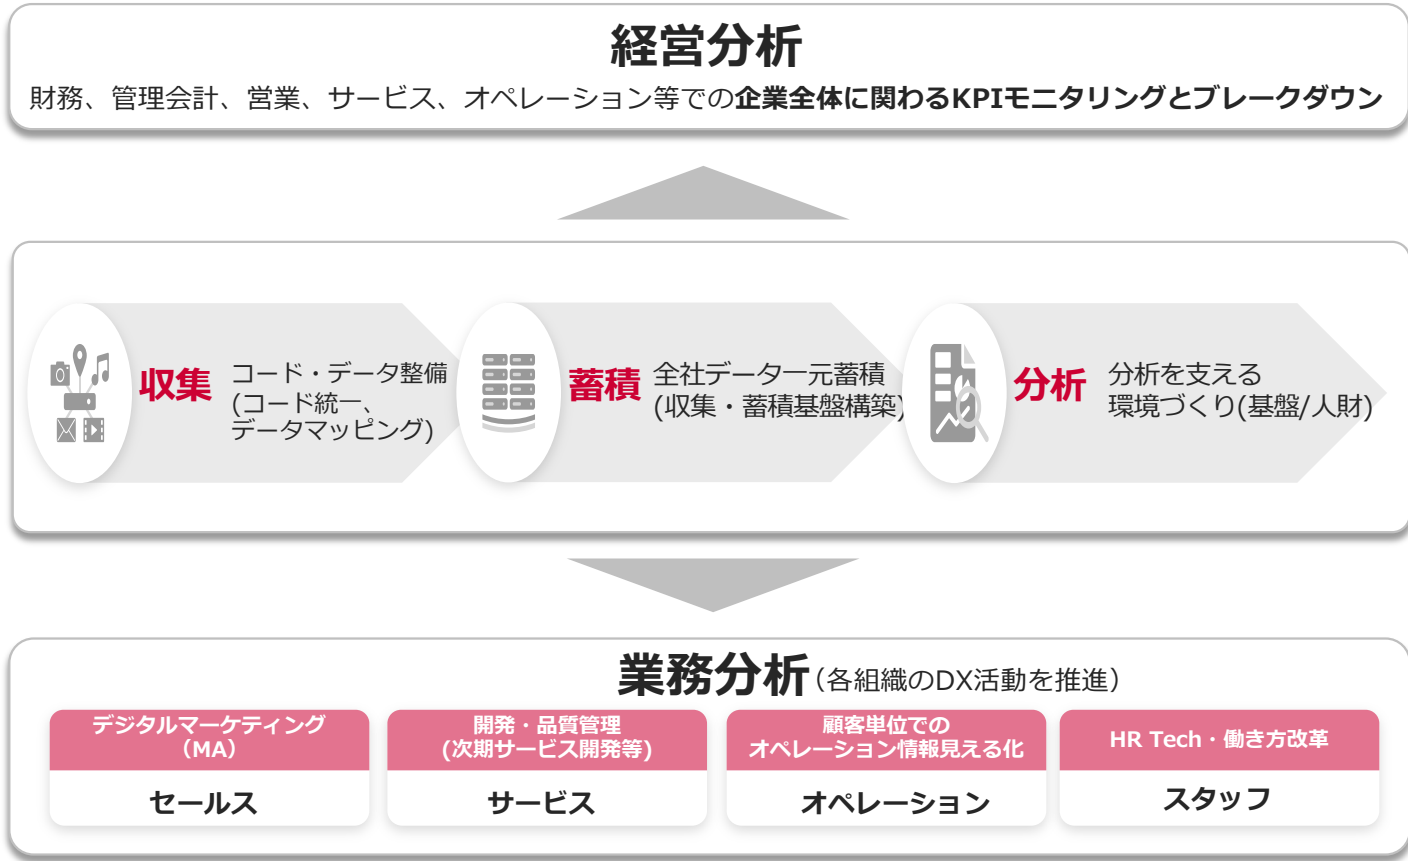 経営分析
財務、管理会計、営業、サービス、オペレーション等での企業全体に関わるKPIモニタリングとブレークダウン
収集
コード・データ整備
(コード統一、
データマッピング)
蓄積
全社データ一元蓄積
(収集・蓄積基盤構築)
分析
分析を支える
環境づくり(基盤/人財)
業務分析(各組織のDX活動を推進)
デジタルマーケティング
(MA)
セールス
開発・品質管理
(次期サービス開発等)
サービス
顧客単位での
オペレーション情報見える化
オペレーション
HR Tech・働き方改革
スタッフ